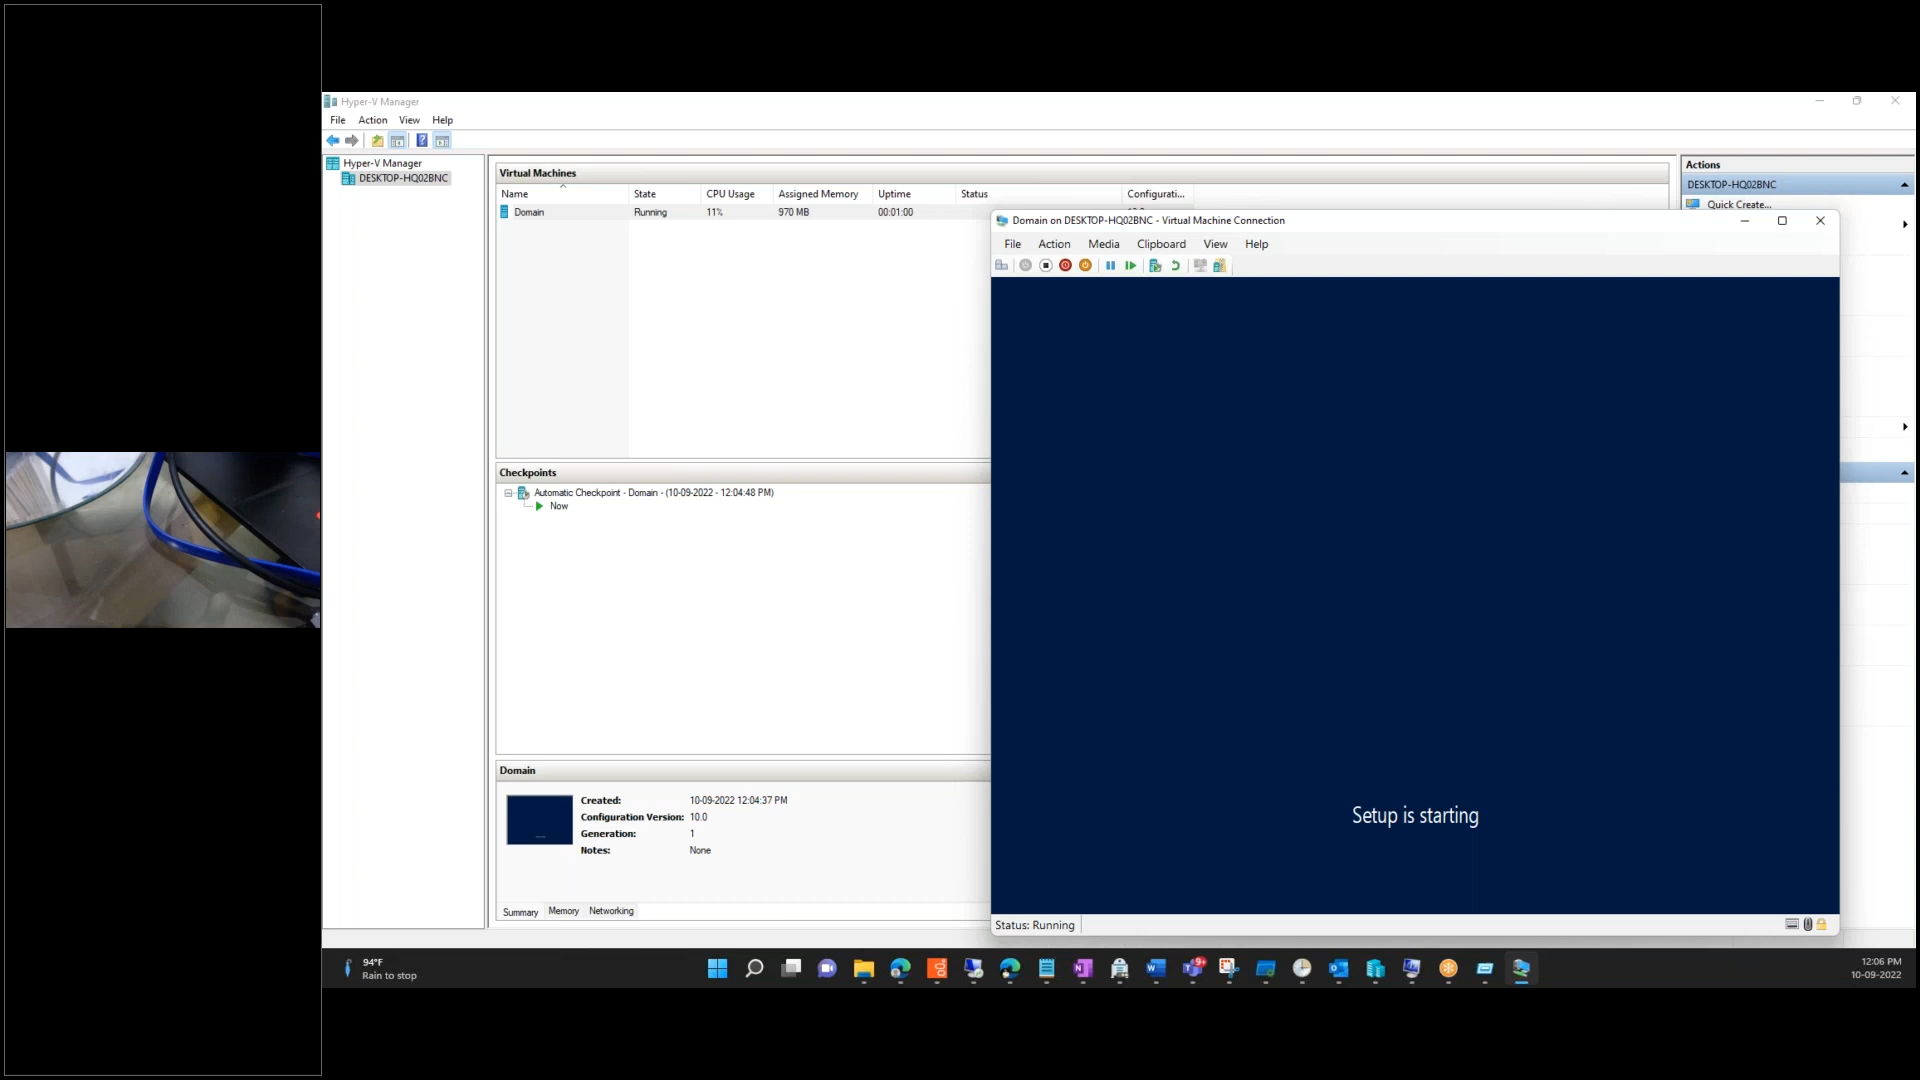 Hyper-V Manager
File Action View Help
Hyper-V Manager
DESKTOP-HQ02BNC
Virtual Machines
Name State CPU Usage Assigned Memory Uptime Status Configurati...
Domain Running 11% 970 MB 00:01:00
Actions
DESKTOP-HQ02BNC
Quick Create...
Domain on DESKTOP-HQ02BNC - Virtual Machine Connection
File Action Media Clipboard View Help
Setup is starting
Status: Running
Checkpoints
Automatic Checkpoint - Domain - (10-09-2022 - 12:04:48 PM)
Now
Domain
Created: 10-09-2022 12:04:37 PM
Configuration Version: 10.0
Generation: 1
Notes: None
Summary Memory Networking
94°F
Rain to stop
9+
12:06 PM
10-09-2022